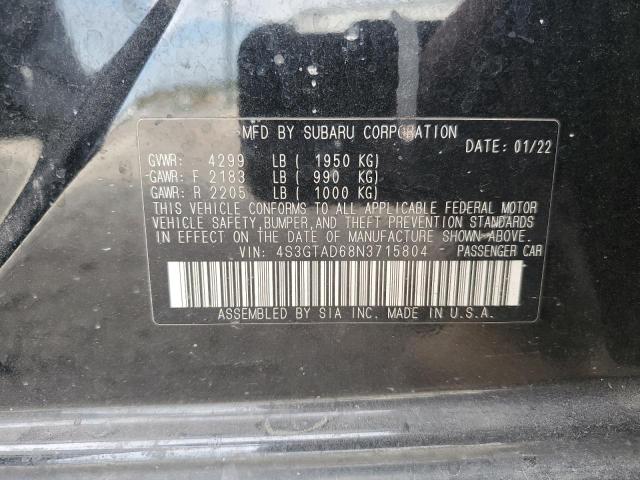 MFD BY SUBARU CORPORATION
DATE: 01/22
GVWR: 4299 LB ( 1950 KG)
GAWR: F 2183 LB ( 990 KG)
GAWR: R 2205 LB ( 1000 KG)
THIS VEHICLE CONFORMS TO ALL APPLICABLE FEDERAL MOTOR
VEHICLE SAFETY, BUMPER, AND THEFT PREVENTION STANDARDS
IN EFFECT ON THE DATE OF MANUFACTURE SHOWN ABOVE.
VIN: 4S3GTAD68N3715804 PASSENGER CAR
ASSEMBLED BY SIA INC. MADE IN U.S.A.